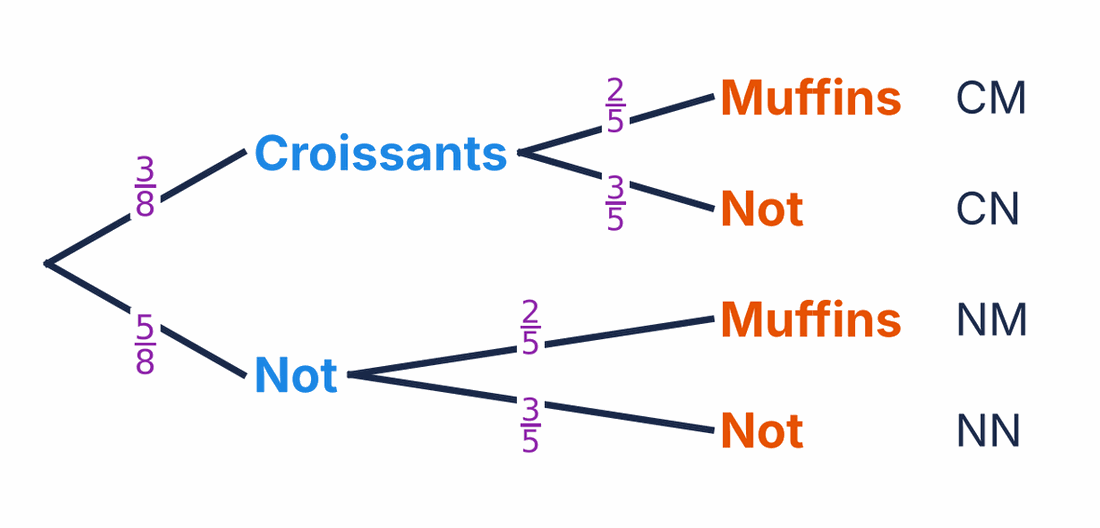 2/5 Muffins CM
3/8 Croissants
3/5 Not CN
2/5 Muffins NM
5/8 Not
3/5 Not NN